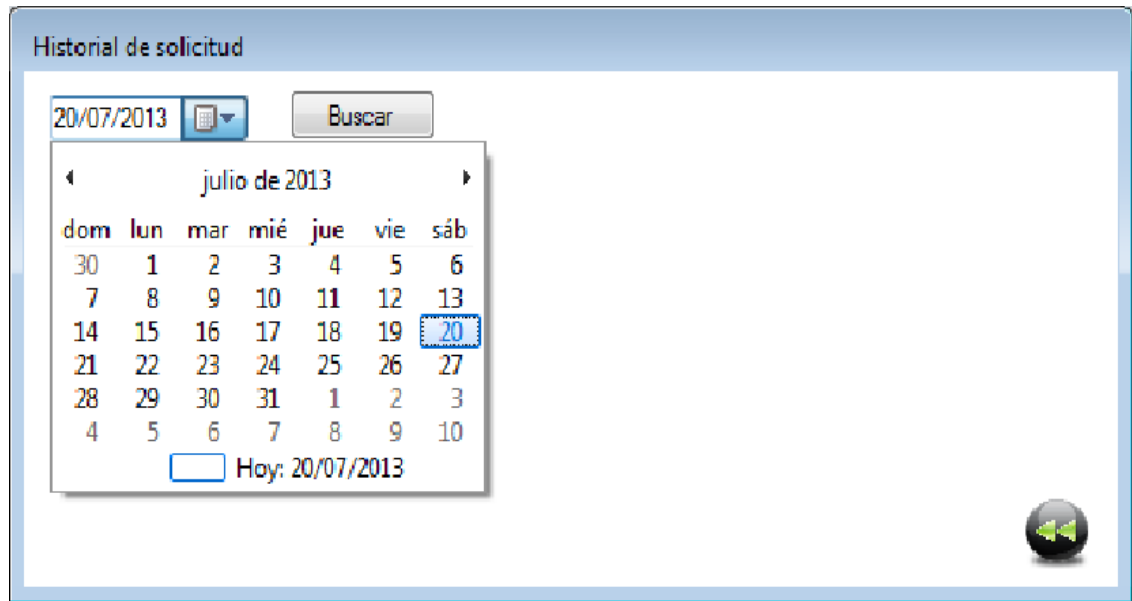 Historial de solicitud
20/07/2013 Buscar
julio de 2013
dom lun mar mié jue vie sáb
30 1 2 3 4 5 6
7 8 9 10 11 12 13
14 15 16 17 18 19 20
21 22 23 24 25 26 27
28 29 30 31 1 2 3
4 5 6 7 8 9 10
Hoy: 20/07/2013